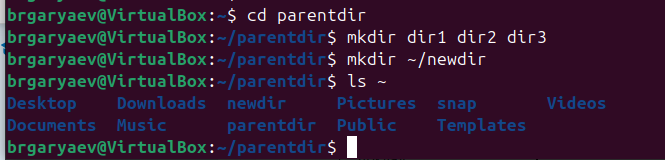 brgaryaev@VirtualBox:~$ cd parentdir
brgaryaev@VirtualBox:~/parentdir$ mkdir dir1 dir2 dir3
brgaryaev@VirtualBox:~/parentdir$ mkdir ~/newdir
brgaryaev@VirtualBox:~/parentdir$ ls ~
Desktop Downloads newdir Pictures snap Videos
Documents Music parentdir Public Templates
brgaryaev@VirtualBox:~/parentdir$